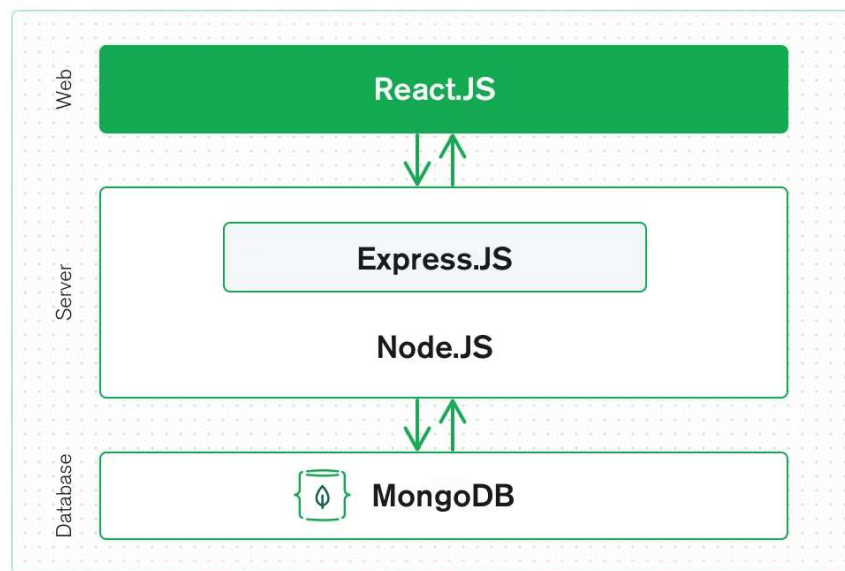 Web
React.JS
Server
Express.JS
Node.JS
Database
MongoDB